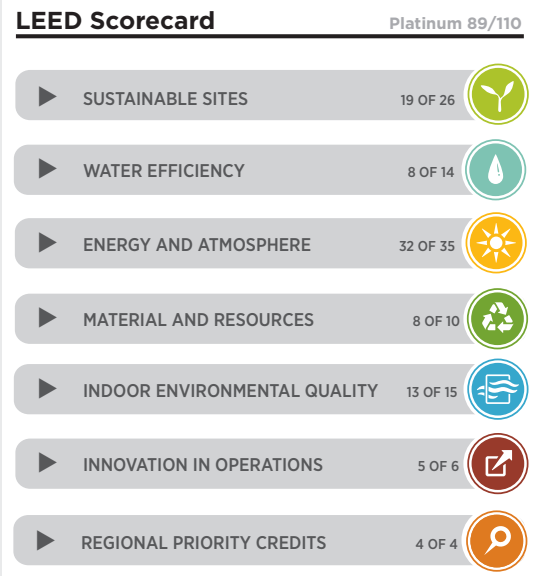 LEED Scorecard Platinum 89/110
SUSTAINABLE SITES 19 OF 26
WATER EFFICIENCY 8 OF 14
ENERGY AND ATMOSPHERE 32 OF 35
MATERIAL AND RESOURCES 8 OF 10
INDOOR ENVIRONMENTAL QUALITY 13 OF 15
INNOVATION IN OPERATIONS 5 OF 6
REGIONAL PRIORITY CREDITS 4 OF 4